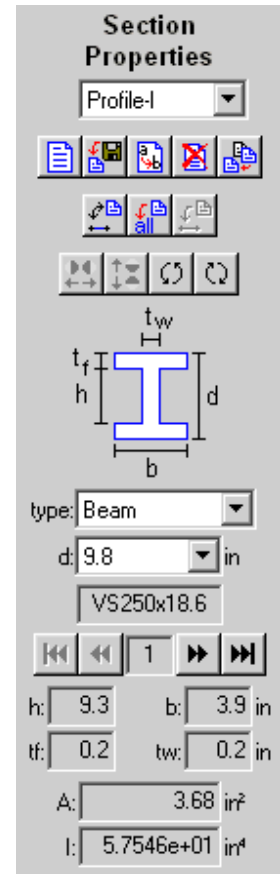 Section
Properties
Profile-I
a
b
all
tw
tf
h
d
b
type: Beam
d: 9.8 in
VS250x18.6
1
h: 9.3 b: 3.9 in
tf: 0.2 tw: 0.2 in
A: 3.68 in²
I: 5.7546e+01 in⁴